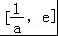 [1/a, e]